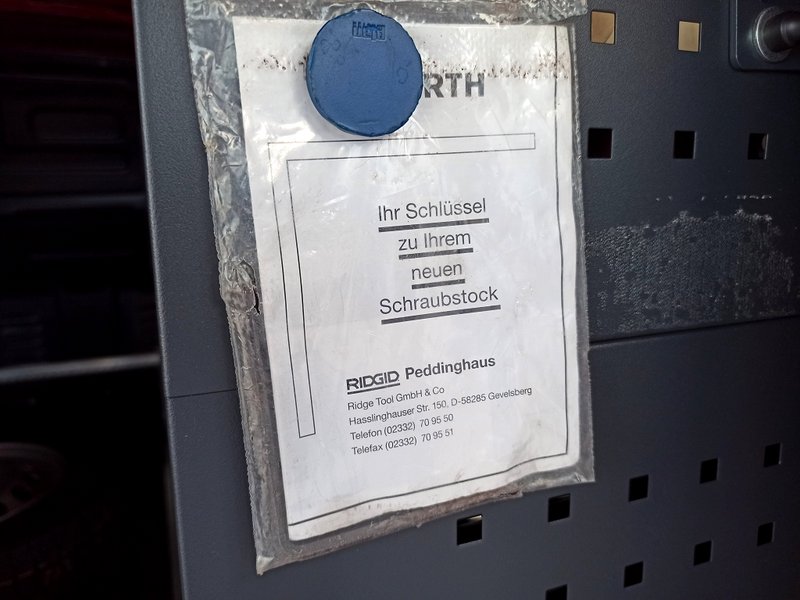 RTH
Ihr Schlüssel
zu Ihrem
neuen
Schraubstock
RIDGID Peddinghaus
Ridge Tool GmbH & Co
Hasslinghauser Str. 150, D-58285 Gevelsberg
Telefon (02332) 70 95 50
Telefax (02332) 70 95 51